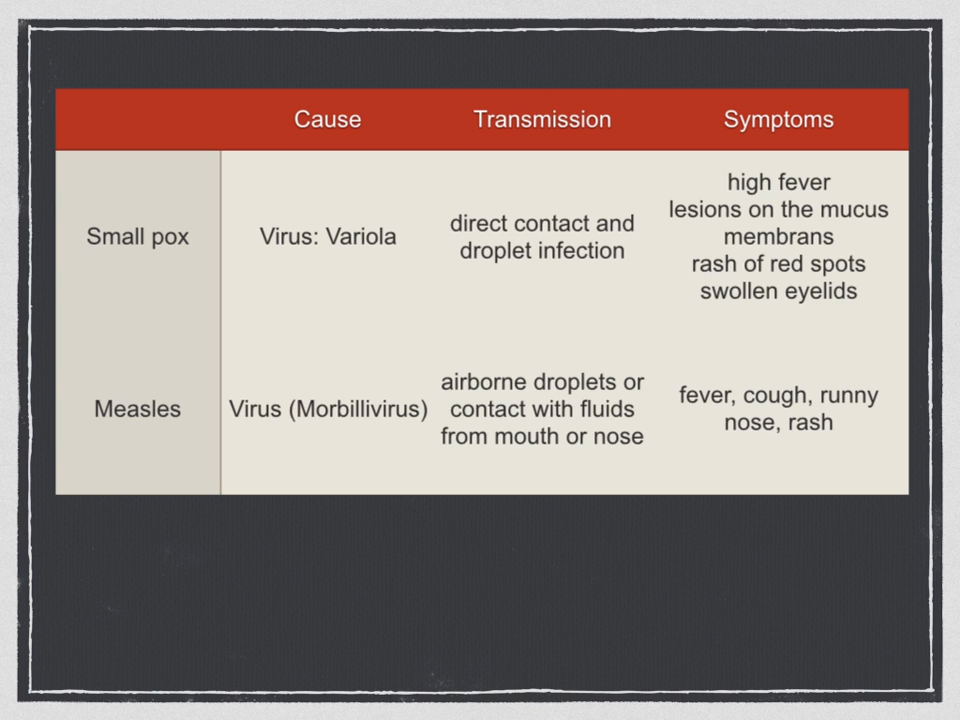 Cause Transmission Symptoms
Small pox
Virus: Variola
direct contact and
droplet infection
high fever
lesions on the mucus
membrans
rash of red spots
swollen eyelids
Measles
Virus (Morbillivirus)
airborne droplets or
contact with fluids
from mouth or nose
fever, cough, runny
nose, rash